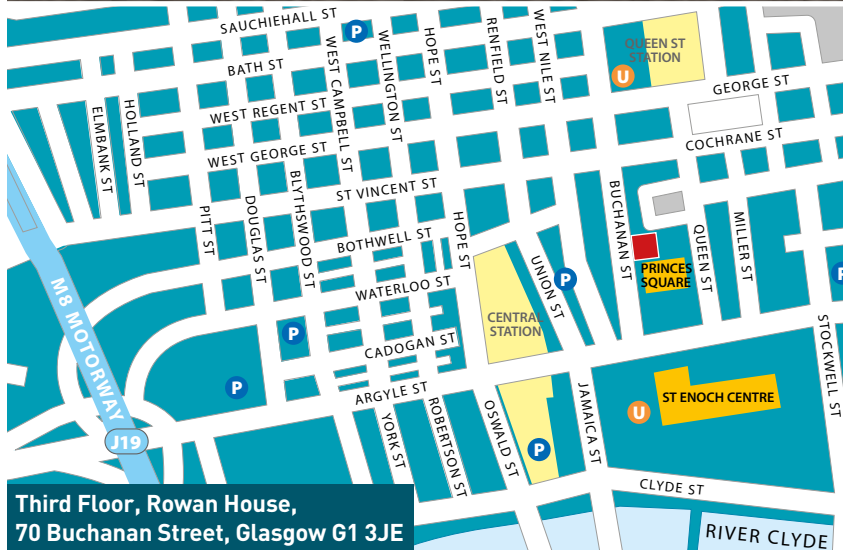 SAUCHIEHALL ST
P
BATH ST
WEST REGENT ST
WEST GEORGE ST
ST VINCENT ST
BOTHWELL ST
WATERLOO ST
CADOGAN ST
ARGYLE ST
ELMBANK ST
HOLLAND ST
PITT ST
DOUGLAS ST
BLYTHSWOOD ST
WEST CAMPBELL ST
WELLINGTON ST
HOPE ST
RENFIELD ST
WEST NILE ST
QUEEN ST
STATION
U
GEORGE ST
COCHRANE ST
HOPE ST
BUCHANAN ST
QUEEN ST
MILLER ST
PRINCES
SQUARE
UNION ST
P
P
CENTRAL
STATION
P
P
STOCKWELL ST
ST ENOCH CENTRE
U
M8 MOTORWAY
J19
YORK ST
ROBERTSON ST
OSWALD ST
P
JAMAICA ST
CLYDE ST
RIVER CLYDE
Third Floor, Rowan House,
70 Buchanan Street, Glasgow G1 3JE